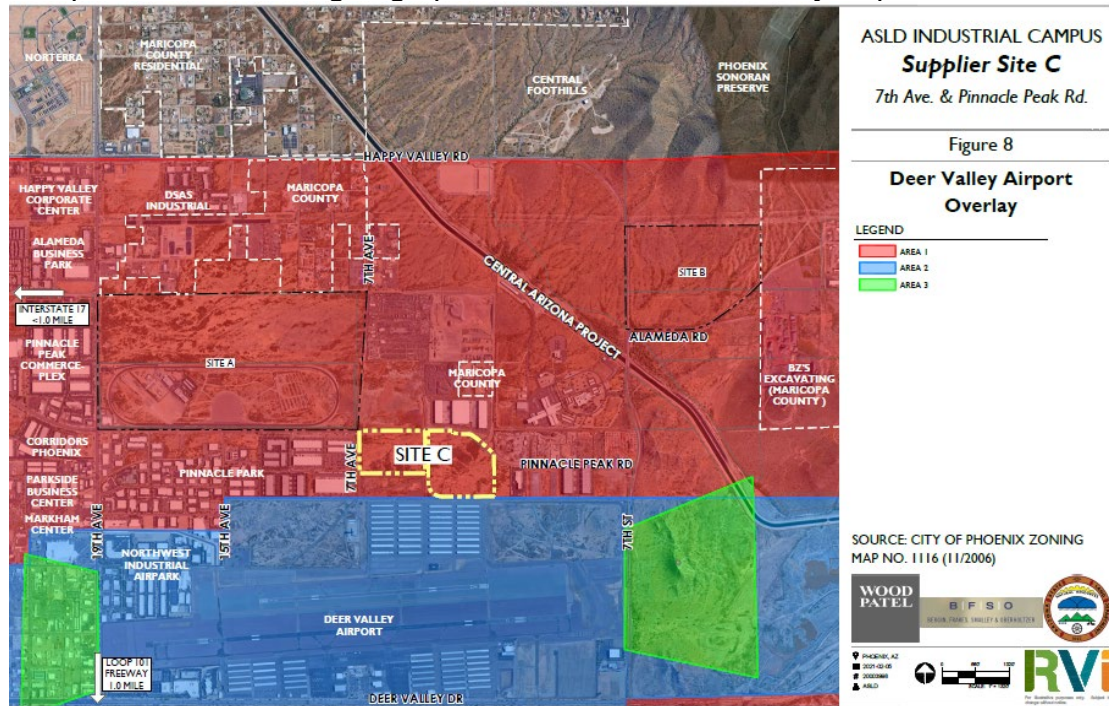 NORTERRA
MARICOPA
COUNTY
RESIDENTIAL
CENTRAL
FOOTHILLS
PHOENIX
SONORAN
PRESERVE
HAPPY VALLEY RD
HAPPY VALLEY
CORPORATE
CENTER
DSAS
INDUSTRIAL
MARICOPA
COUNTY
ALAMEDA
BUSINESS
PARK
7TH AVE
CENTRAL ARIZONA PROJECT
SITE B
INTERSTATE 17
<1.0 MILE
ALAMEDA RD
PINNACLE
PEAK
COMMERCE
PLEX
SITE A
MARICOPA
COUNTY
BZ'S
EXCAVATING
(MARICOPA
COUNTY )
CORRIDORS
PHOENIX
PINNACLE PARK
7TH AVE
SITE C
PINNACLE PEAK RD
PARKSIDE
BUSINESS
CENTER
MARKHAM
CENTER
19TH AVE
15TH AVE
7TH ST
NORTHWEST
INDUSTRIAL
AIRPARK
DEER VALLEY
AIRPORT
LOOP 101
FREEWAY
1.0 MILE
DEER VALLEY DR
ASLD INDUSTRIAL CAMPUS
Supplier Site C
7th Ave. & Pinnacle Peak Rd.
Figure 8
Deer Valley Airport
Overlay
LEGEND
AREA 1
AREA 2
AREA 3
SOURCE: CITY OF PHOENIX ZONING
MAP NO. 1116 (11/2006)
WOOD
PATEL
BFSO
PHOENIX, AZ
2021-02-05
ASLD
RVi